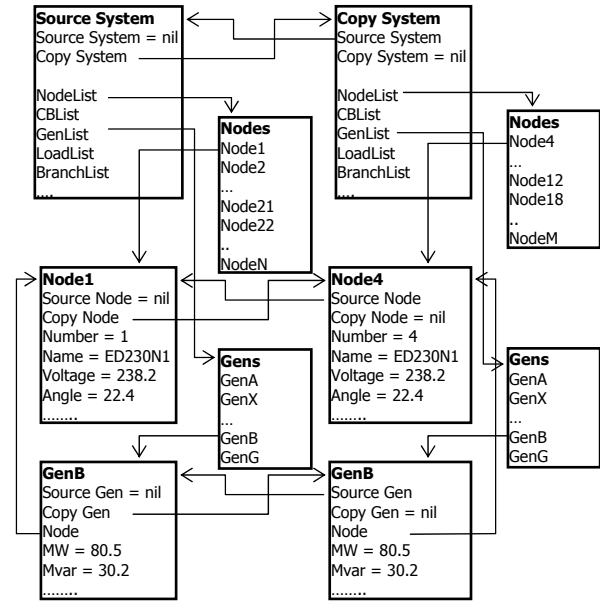 Source System
Source System = nil
Copy System
NodeList
CBList
GenList
LoadList
BranchList
....
Copy System
Source System
Copy System = nil
NodeList
CBList
GenList
LoadList
BranchList
....
Nodes
Node1
Node2
...
Node21
Node22
..
NodeN
Nodes
Node4
...
Node12
Node18
..
NodeM
Node1
Source Node = nil
Copy Node
Number = 1
Name = ED230N1
Voltage = 238.2
Angle = 22.4
........
Node4
Source Node
Copy Node = nil
Number = 4
Name = ED230N1
Voltage = 238.2
Angle = 22.4
........
Gens
GenA
GenX
...
GenB
GenG
Gens
GenA
GenX
...
GenB
GenG
GenB
Source Gen = nil
Copy Gen
Node
MW = 80.5
Mvar = 30.2
........
GenB
Source Gen
Copy Gen = nil
Node
MW = 80.5
Mvar = 30.2
........